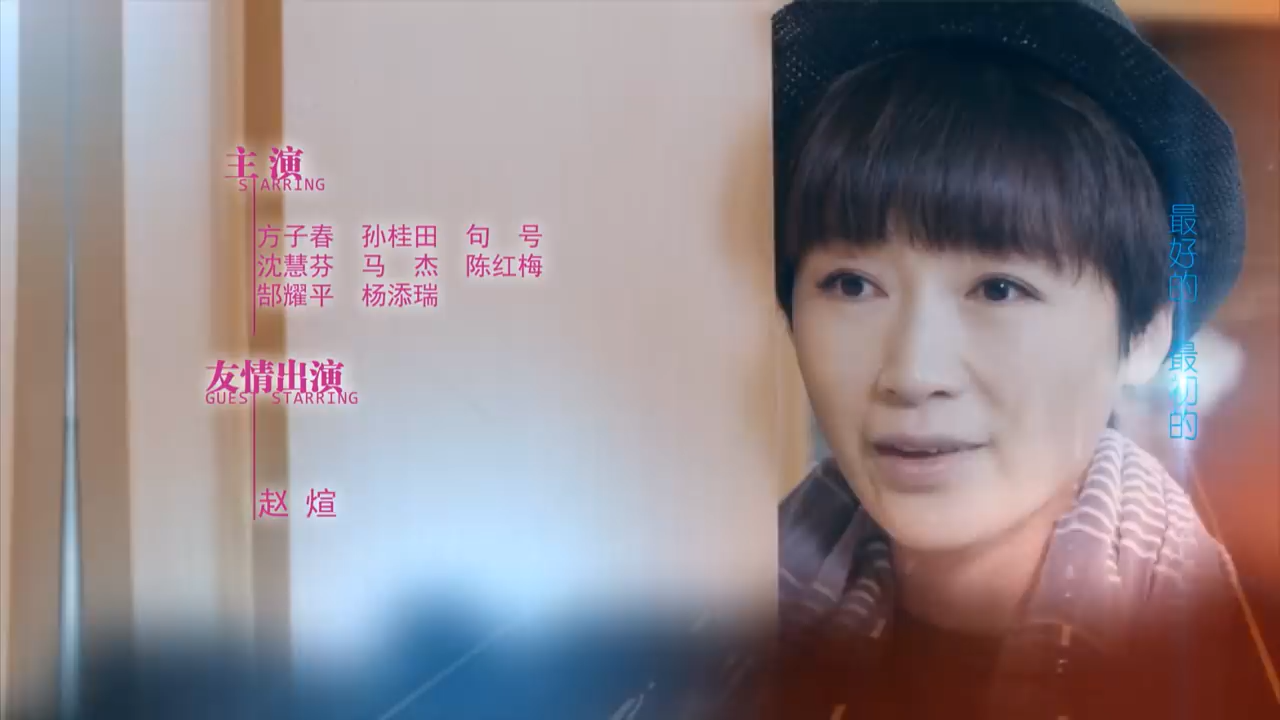 主演
STARRING
方子春 孙桂田 句号
沈慧芬 马杰 陈红梅
郜耀平 杨添瑞
友情出演
GUEST STARRING
赵煊
最好的 最初的